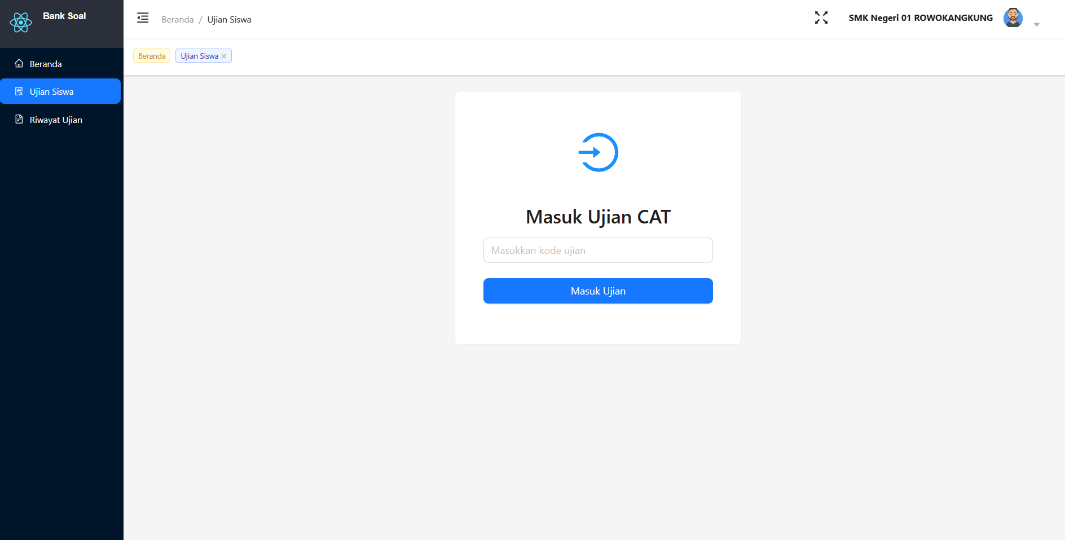 Bank Soal
Beranda
Ujian Siswa
Riwayat Ujian
Beranda / Ujian Siswa
SMK Negeri 01 ROWOKANGKUNG
Beranda
Ujian Siswa
Masuk Ujian CAT
Masukkan kode ujian
Masuk Ujian